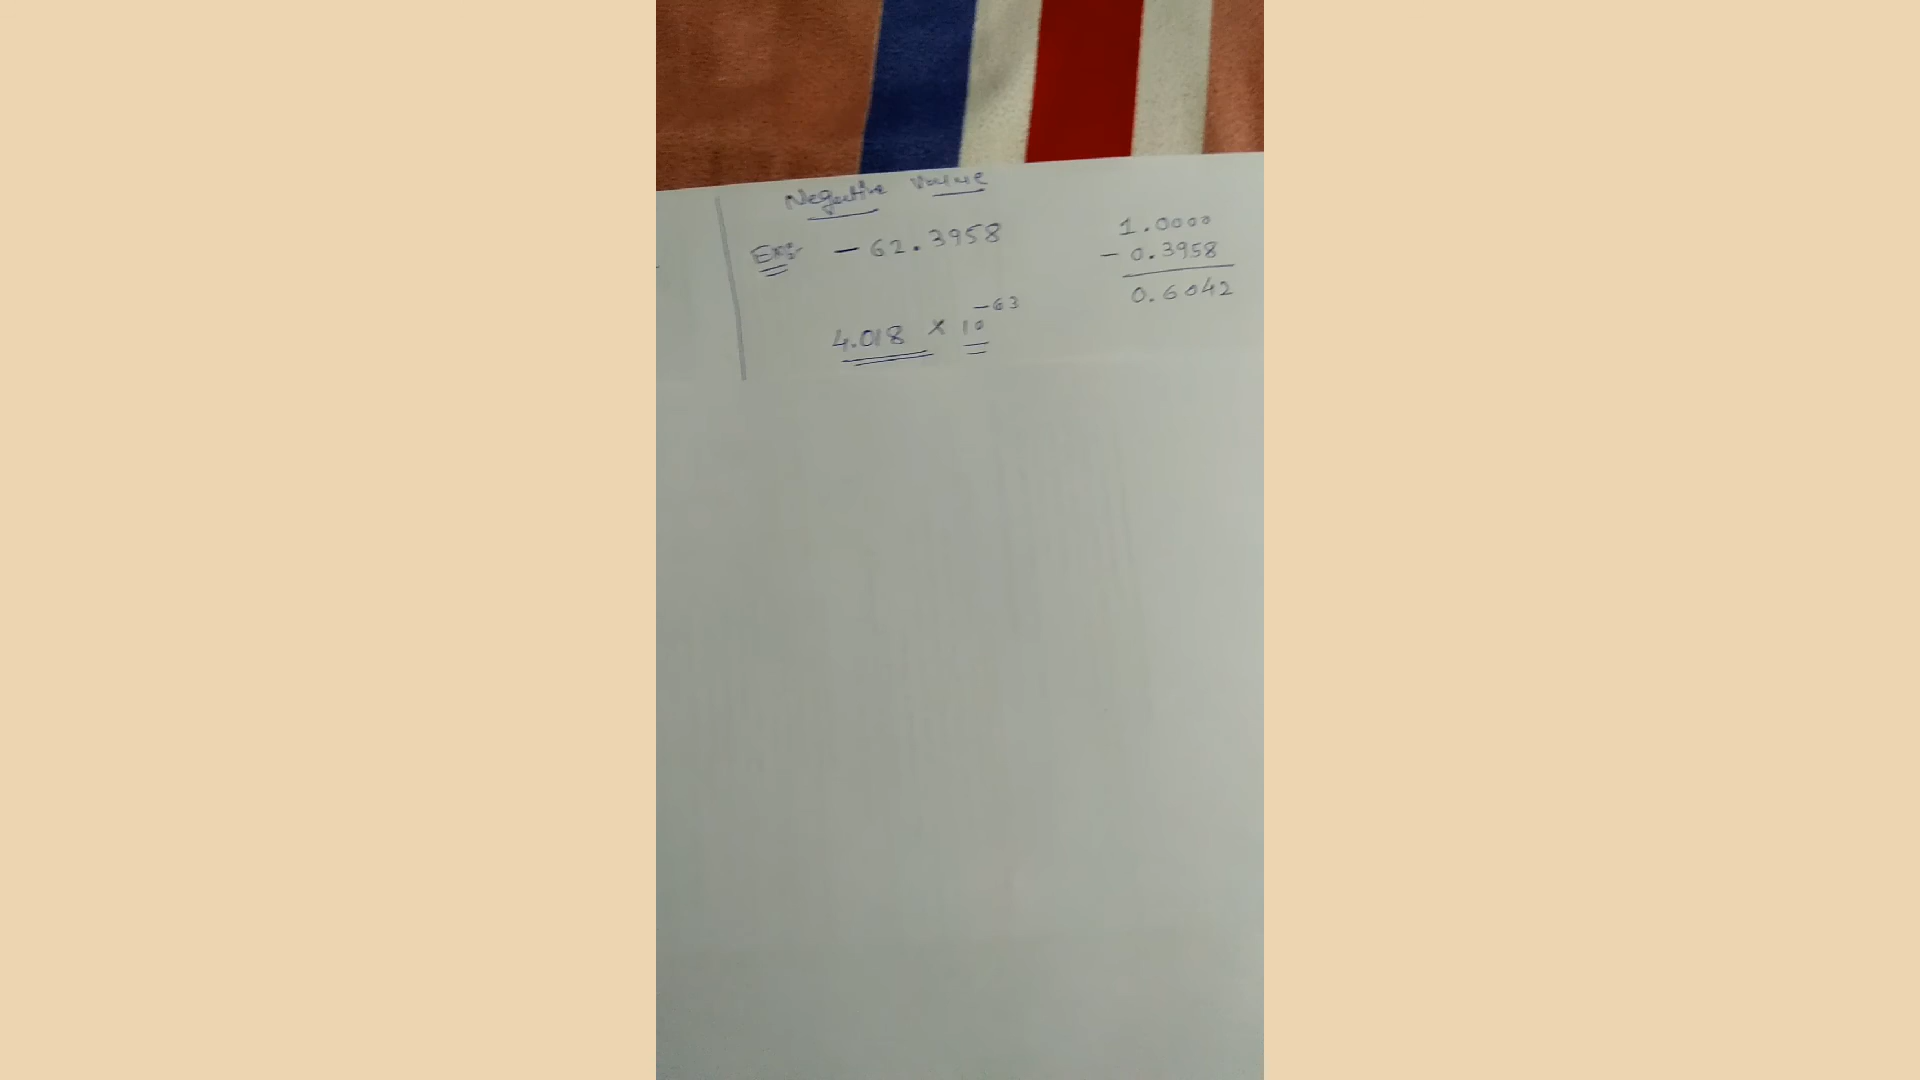 Negative Value
Ex:- - 62.3958
4.018 × 10⁻⁶³
1.0000
- 0.3958
0.6042